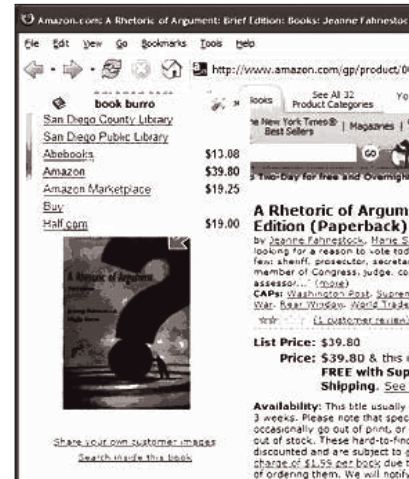 Amazon.com: A Rhetoric of Argument: Brief Edition: Books: Jeanne Fahnestoc
File Edit View Go Bookmarks Tools Help
http://www.amazon.com/gp/product/0
book burro
San Diego County Library
San Diego Public Library
Abebooks $13.08
Amazon $39.80
Amazon Marketplace $19.25
Buy
Half.com $19.00
A Rhetoric of Argument
Share your own customer images
Search inside this book
Books
See All 32
Product Categories
Yo
he New York Times®
Best Sellers
Magazines
GO
s Two-Day for free and Overnigh
A Rhetoric of Argum
Edition (Paperback)
by Jeanne Fahnestock, Marie S
looking for a reason to vote tod
few: sheriff, prosecutor, secreta
member of Congress, judge, co
assessor..." (more)
CAPs: Washington Post, Suprem
War, Rear Window, World Trade
(1 customer review)
List Price: $39.80
Price: $39.80 & this
FREE with Sup
Shipping. See
Availability: This title usually
3 weeks. Please note that spec
occasionally go out of print, or
out of stock. These hard-to-find
discounted and are subject to
charge of $1.99 per book due t
of ordering them. We will notify